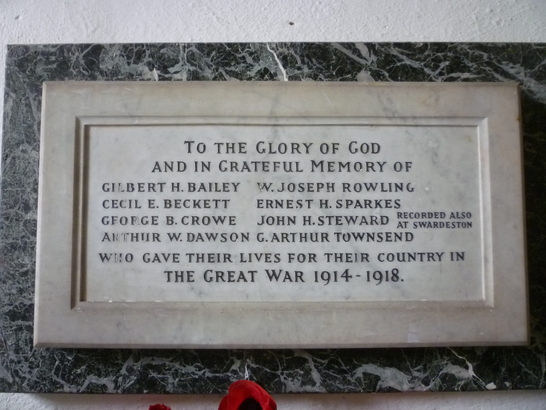 TO THE GLORY OF GOD
AND IN GRATEFUL MEMORY OF
GILBERT H. BAILEY W. JOSEPH ROWLING
CECIL E. BECKETT ERNEST H. SPARKES
GEORGE B. CROWE JOHN H. STEWARD RECORDED ALSO AT SWARDESTON
ARTHUR W. DAWSON G. ARTHUR TOWNSEND
WHO GAVE THEIR LIVES FOR THEIR COUNTRY IN
THE GREAT WAR 1914-1918.